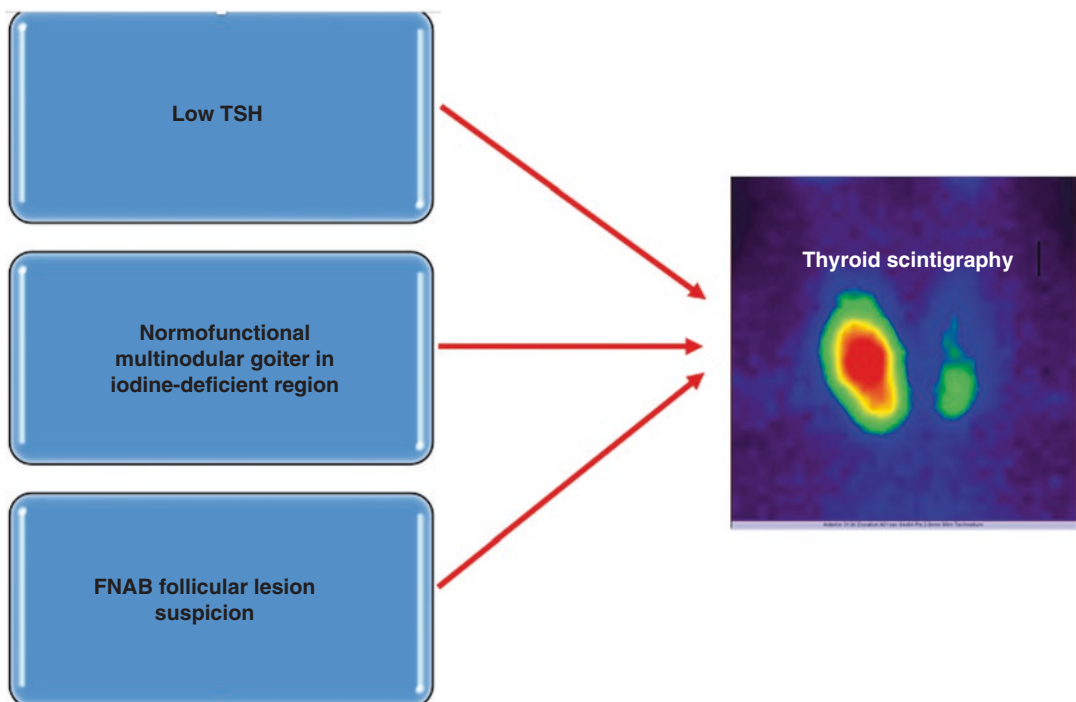 Low TSH
Normofunctional
multinodular goiter in
iodine-deficient region
FNAB follicular lesion
suspicion
Thyroid scintigraphy